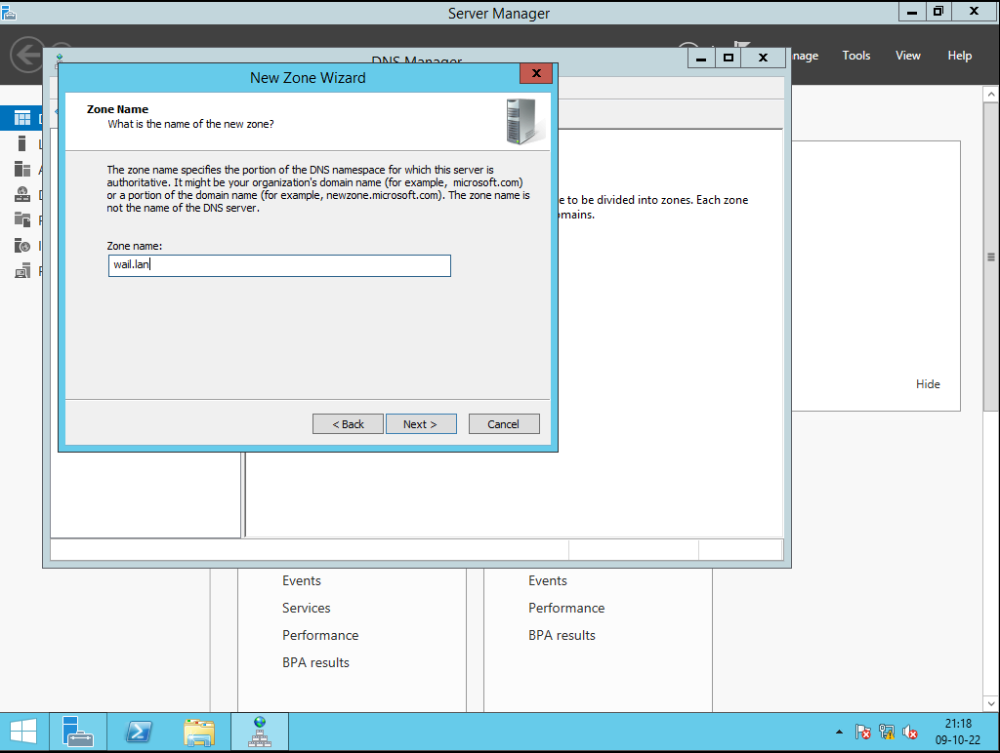 Server Manager
Tools
View
Help
DNS Manager
New Zone Wizard
Zone Name
What is the name of the new zone?
The zone name specifies the portion of the DNS namespace for which this server is
authoritative. It might be your organization's domain name (for example, microsoft.com)
or a portion of the domain name (for example, newzone.microsoft.com). The zone name is
not the name of the DNS server.
e to be divided into zones. Each zone
Zone name:
wail.lan
Hide
< Back
Next >
Cancel
Events
Services
Performance
BPA results
Events
Performance
BPA results
21:18
09-10-22